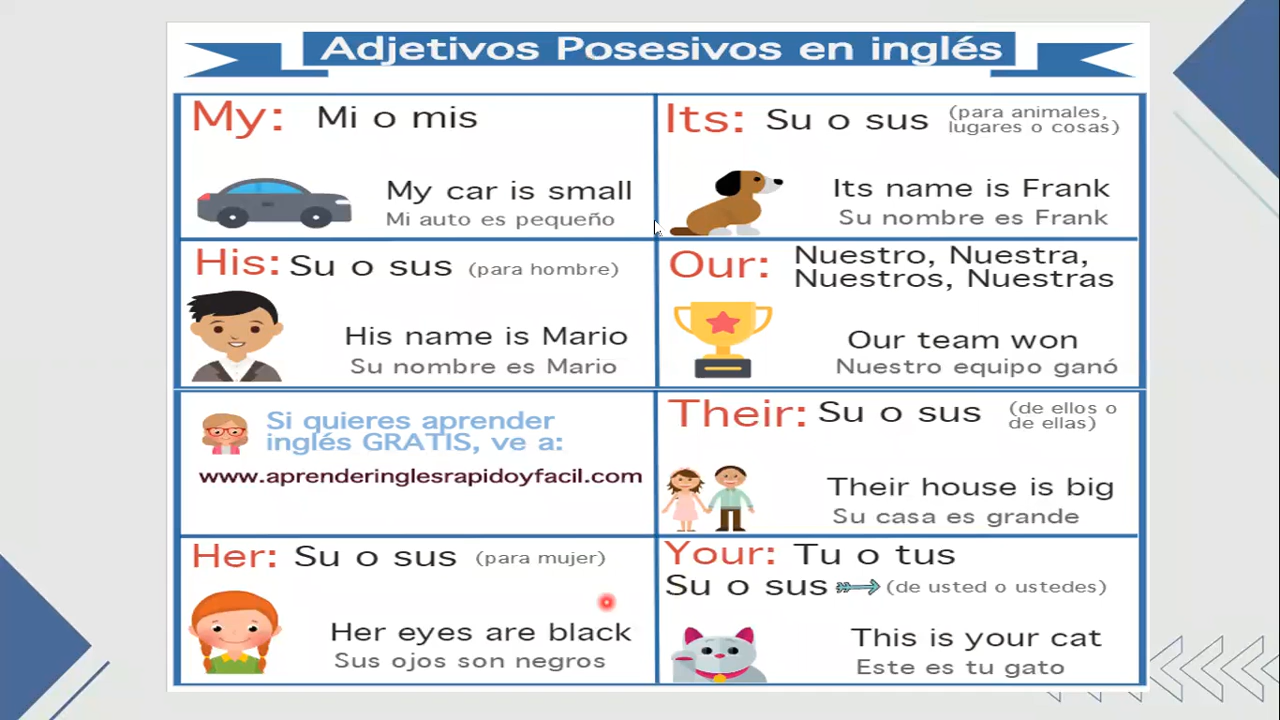 Adjetivos Posesivos en inglés
My: Mi o mis
My car is small
Mi auto es pequeño
Its: Su o sus (para animales,
lugares o cosas)
Its name is Frank
Su nombre es Frank
His: Su o sus (para hombre)
His name is Mario
Su nombre es Mario
Our: Nuestro, Nuestra,
Nuestros, Nuestras
Our team won
Nuestro equipo ganó
Si quieres aprender
inglés GRATIS, ve a:
www.aprenderinglesrapidoyfacil.com
Their: Su o sus (de ellos o
de ellas)
Their house is big
Su casa es grande
Her: Su o sus (para mujer)
Her eyes are black
Sus ojos son negros
Your: Tu o tus
Su o sus (de usted o ustedes)
This is your cat
Este es tu gato